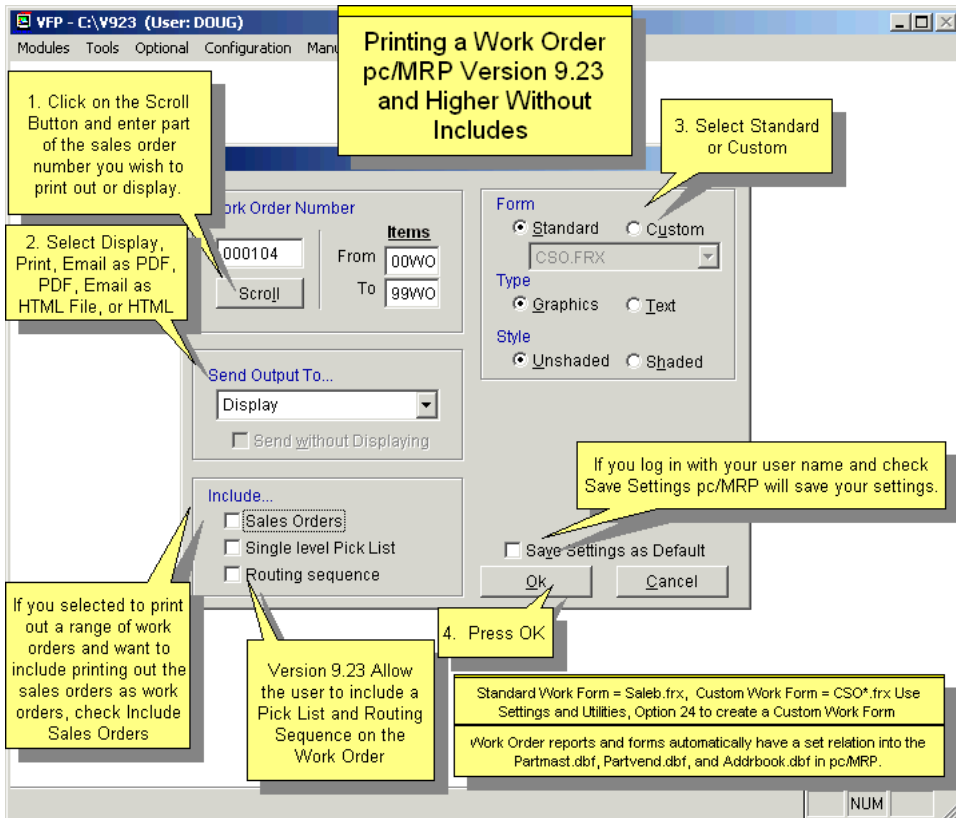 VFP - C:\V923 (User: DOUG)
Modules Tools Optional Configuration Manu
Printing a Work Order
pc/MRP Version 9.23
and Higher Without
Includes
1. Click on the Scroll
Button and enter part
of the sales order
number you wish to
print out or display.
3. Select Standard
or Custom
2. Select Display,
Print, Email as PDF,
PDF, Email as
HTML File, or HTML
ork Order Number
000104
Scroll
Items
From 00WO
To 99WO
Form
Standard Custom
CSO.FRX
Type
Graphics Text
Style
Unshaded Shaded
Send Output To...
Display
Send without Displaying
If you log in with your user name and check
Save Settings pc/MRP will save your settings.
Include...
Sales Orders
Single level Pick List
Routing sequence
Save Settings as Default
Ok Cancel
If you selected to print
out a range of work
orders and want to
include printing out the
sales orders as work
orders, check Include
Sales Orders
4. Press OK
Version 9.23 Allow
the user to include a
Pick List and Routing
Sequence on the
Work Order
Standard Work Form = Saleb.frx, Custom Work Form = CSO*.frx Use
Settings and Utilities, Option 24 to create a Custom Work Form
Work Order reports and forms automatically have a set relation into the
Partmast.dbf, Partvend.dbf, and Addrbook.dbf in pc/MRP.
NUM